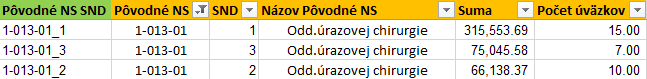 Pôvodné NS SND Pôvodné NS SND Názov Pôvodné NS Suma Počet úväzkov
1-013-01_1 1-013-01 1 Odd.úrazovej chirurgie 315,553.69 15.00
1-013-01_3 1-013-01 3 Odd.úrazovej chirurgie 75,045.58 7.00
1-013-01_2 1-013-01 2 Odd.úrazovej chirurgie 66,138.37 10.00